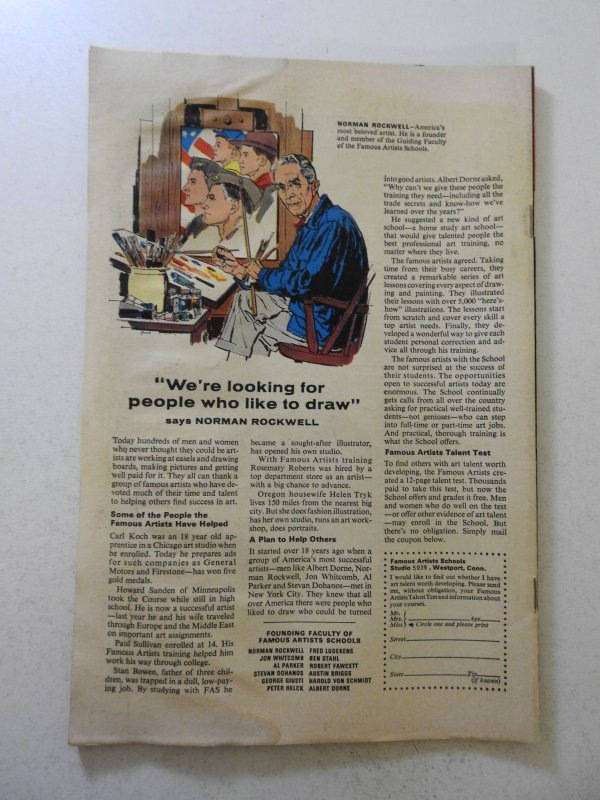 NORMAN ROCKWELL—America's
most beloved artist. He is a founder
and member of the Guiding Faculty
of the Famous Artists Schools.
"We're looking for
people who like to draw"
says NORMAN ROCKWELL
Today hundreds of men and women
who never thought they could be art-
ists are working at easels and drawing
boards, making pictures and getting
well paid for it. They all can thank a
group of famous artists who have de-
voted much of their time and talent
to helping others find success in art.
Some of the People the
Famous Artists Have Helped
Carl Koch was an 18 year old ap-
prentice in a Chicago art studio when
he enrolled. Today he prepares ads
for such companies as General
Motors and Firestone—has won five
gold medals.
Howard Sanden of Minneapolis
took the Course while still in high
school. He is now a successful artist
—last year he and his wife traveled
through Europe and the Middle East
on important art assignments.
Paul Sullivan enrolled at 14. His
Famous Artists training helped him
work his way through college.
Stan Bowen, father of three chil-
dren, was trapped in a dull, low-pay-
ing job. By studying with FAS he
became a sought-after illustrator,
has opened his own studio.
With Famous Artists training
Rosemary Roberts was hired by a
top department store as an artist—
with a big chance to advance.
Oregon housewife Helen Tryk
lives 150 miles from the nearest big
city. But she does fashion illustration,
has her own studio, runs an art work-
shop, does portraits.
A Plan to Help Others
It started over 18 years ago when a
group of America's most successful
artists—men like Albert Dorne, Nor-
man Rockwell, Jon Whitcomb, Al
Parker and Stevan Dohanos—met in
New York City. They knew that all
over America there were people who
liked to draw who could be turned
FOUNDING FACULTY OF
FAMOUS ARTISTS SCHOOLS
NORMAN ROCKWELL FRED LUDEKENS
JON WHITCOMB BEN STAHL
AL PARKER ROBERT FAWCETT
STEVAN DOHANOS AUSTIN BRIGGS
GEORGE GIUSTI HAROLD VON SCHMIDT
PETER HELCK ALBERT DORNE
into good artists. Albert Dorne asked,
"Why can't we give these people the
training they need—including all the
trade secrets and know-how we've
learned over the years?"
He suggested a new kind of art
school—a home study art school—
that would give talented people the
best professional art training, no
matter where they live.
The famous artists agreed. Taking
time from their busy careers, they
created a remarkable series of art
lessons covering every aspect of draw-
ing and painting. They illustrated
their lessons with over 5,000 "here's-
how" illustrations. The lessons start
from scratch and cover every skill a
top artist needs. Finally, they de-
veloped a wonderful way to give each
student personal correction and ad-
vice all through his training.
The famous artists with the School
are not surprised at the success of
their students. The opportunities
open to successful artists today are
enormous. The School continually
gets calls from all over the country
asking for practical well-trained stu-
dents—not geniuses—who can step
into full-time or part-time art jobs.
And practical, thorough training is
what the School offers.
Famous Artists Talent Test
To find others with art talent worth
developing, the Famous Artists cre-
ated a 12-page talent test. Thousands
paid to take this test, but now the
School offers and grades it free. Men
and women who do well on the test
—or offer other evidence of art talent
—may enroll in the School. But
there's no obligation. Simply mail
the coupon below.
Famous Artists Schools
Studio 5039, Westport, Conn.
I would like to find out whether I have
art talent worth developing. Please send
me, without obligation, your Famous
Artists Talent Test and information about
your courses.
Mr.
Mrs. Age
Miss Circle one and please print
Street
City
State Zip
(if known)